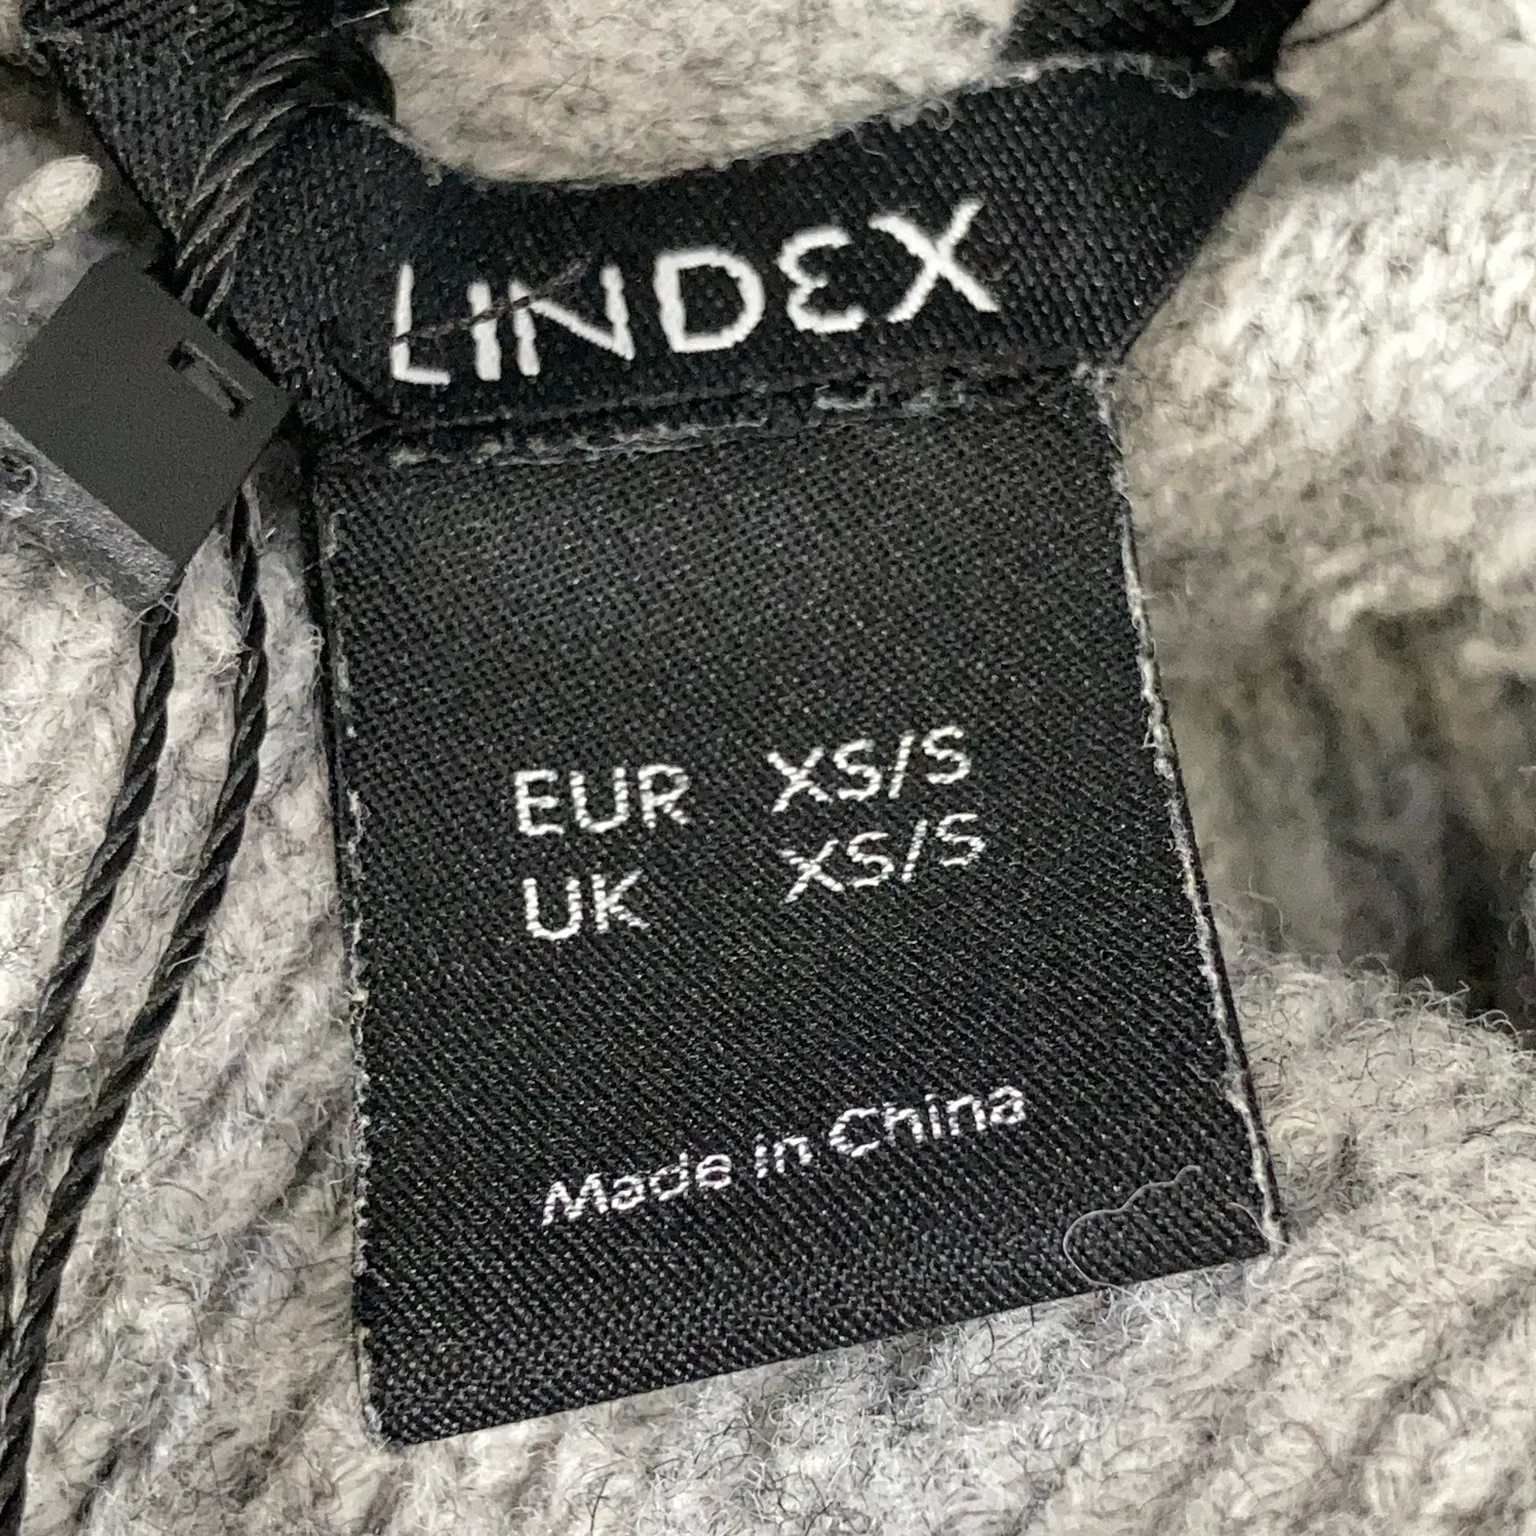 LINDEX
EUR XS/S
UK XS/S
Made in China